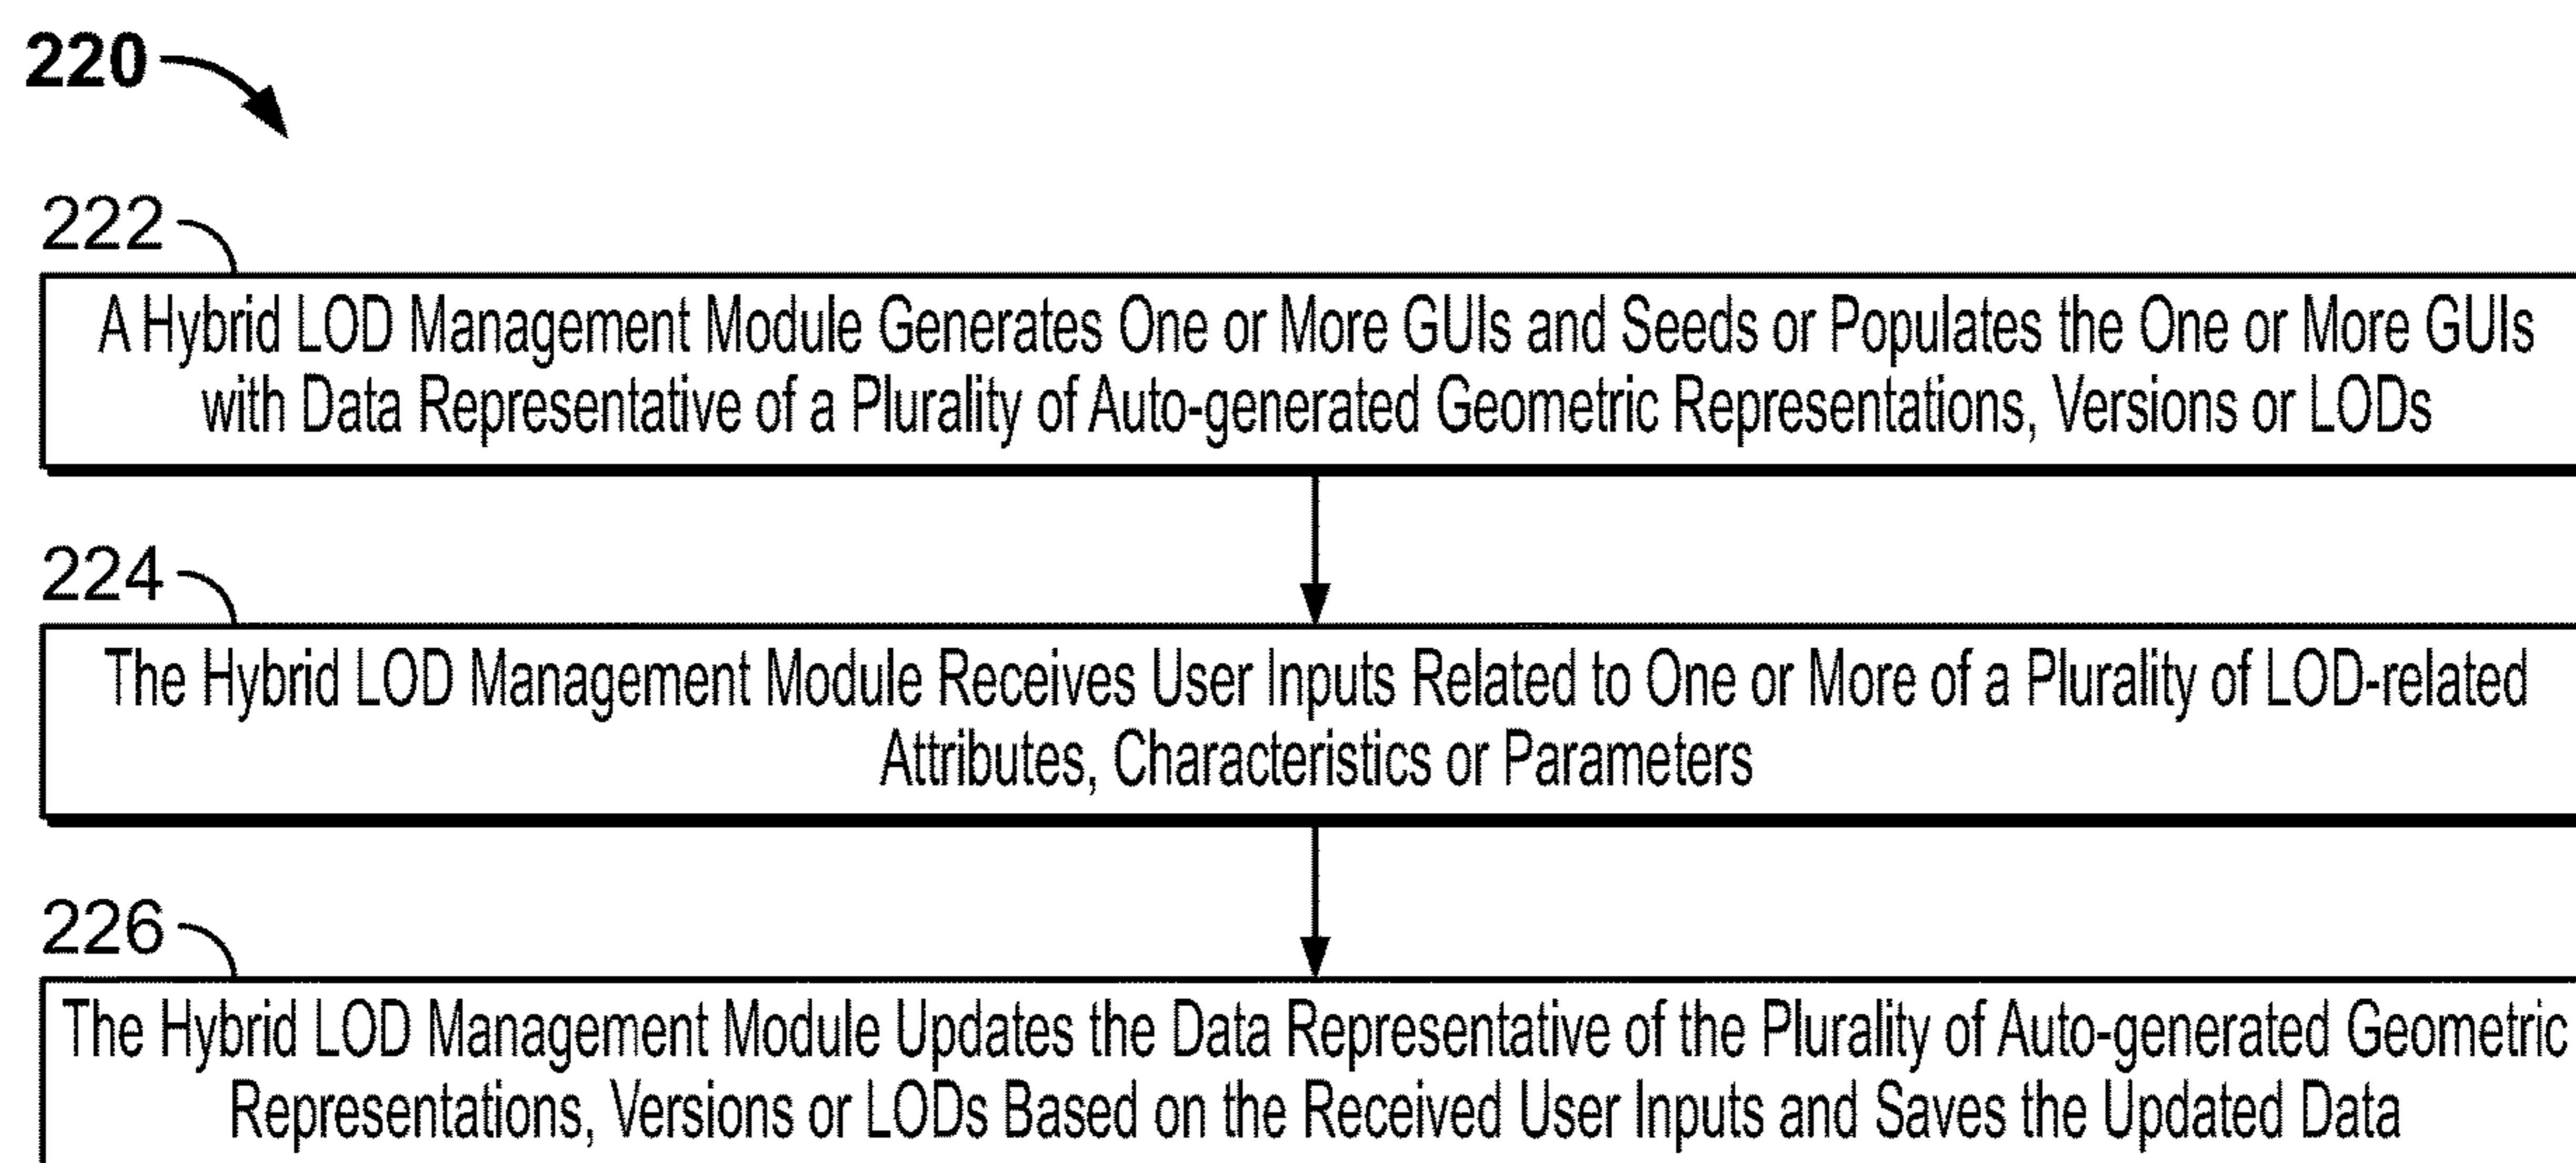 220
222
A Hybrid LOD Management Module Generates One or More GUIs and Seeds or Populates the One or More GUIs
with Data Representative of a Plurality of Auto-generated Geometric Representations, Versions or LODs
224
The Hybrid LOD Management Module Receives User Inputs Related to One or More of a Plurality of LOD-related
Attributes, Characteristics or Parameters
226
The Hybrid LOD Management Module Updates the Data Representative of the Plurality of Auto-generated Geometric
Representations, Versions or LODs Based on the Received User Inputs and Saves the Updated Data